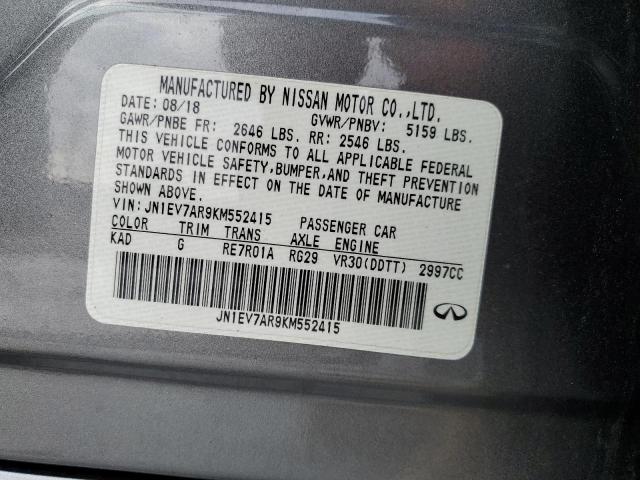 MANUFACTURED BY NISSAN MOTOR CO.,LTD.
DATE: 08/18 GVWR/PNBV: 5159 LBS.
GAWR/PNBE FR: 2646 LBS. RR: 2546 LBS.
THIS VEHICLE CONFORMS TO ALL APPLICABLE FEDERAL
MOTOR VEHICLE SAFETY,BUMPER,AND THEFT PREVENTION
STANDARDS IN EFFECT ON THE DATE OF MANUFACTURE
SHOWN ABOVE.
VIN: JN1EV7AR9KM552415 PASSENGER CAR
COLOR TRIM TRANS AXLE ENGINE
KAD G RE7R01A RG29 VR30(DDTT) 2997CC
JN1EV7AR9KM552415